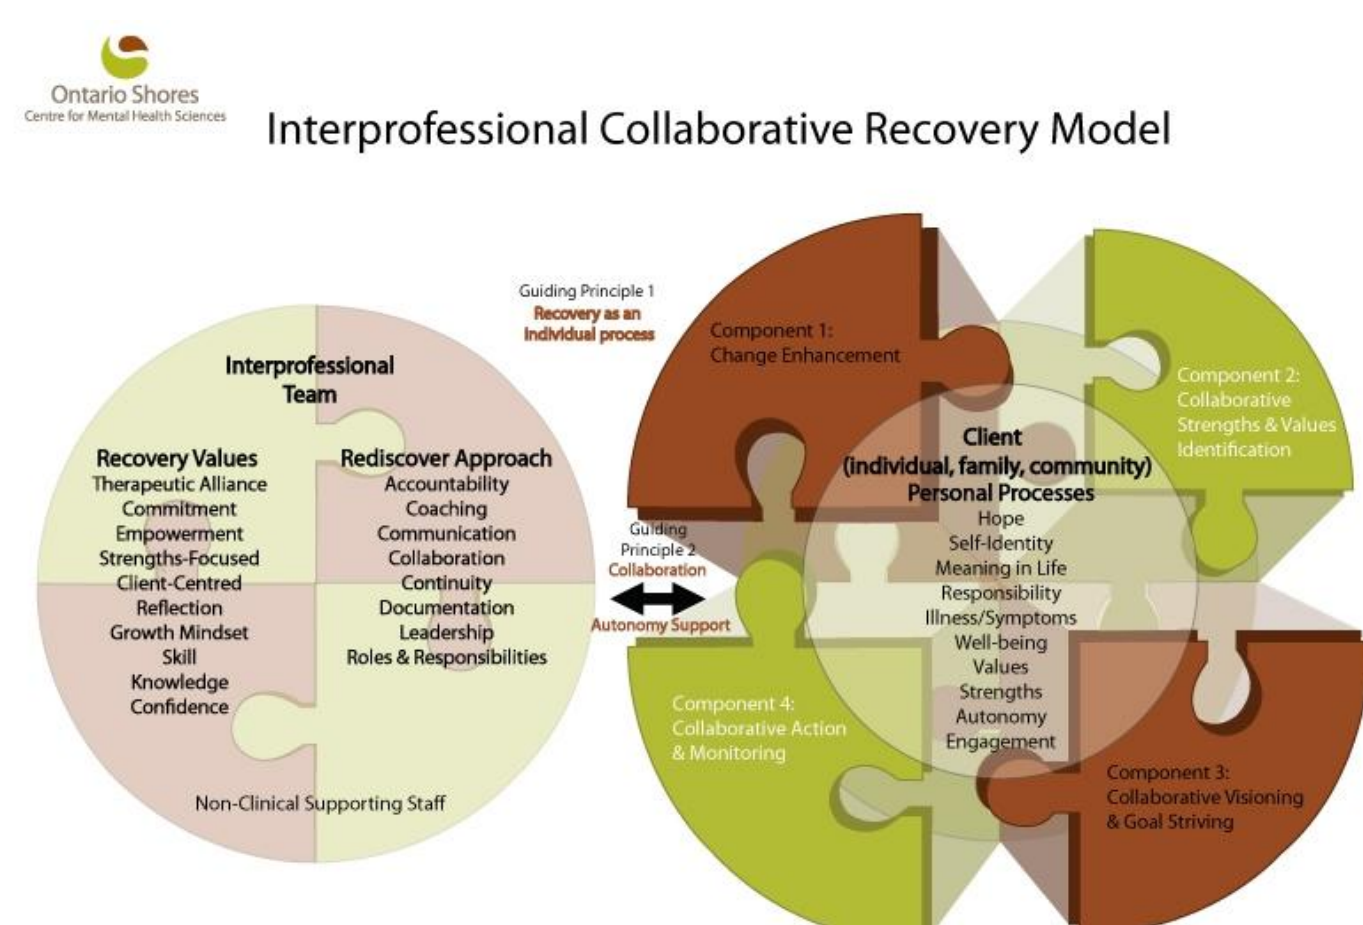 Ontario Shores
Centre for Mental Health Sciences
Interprofessional Collaborative Recovery Model
Interprofessional
Team
Recovery Values
Therapeutic Alliance
Commitment
Empowerment
Strengths-Focused
Client-Centred
Reflection
Growth Mindset
Skill
Knowledge
Confidence
Rediscover Approach
Accountability
Coaching
Communication
Collaboration
Continuity
Documentation
Leadership
Roles & Responsibilities
Non-Clinical Supporting Staff
Guiding Principle 1
Recovery as an
individual process
Guiding
Principle 2
Collaboration
Autonomy Support
Component 1:
Change Enhancement
Component 2:
Collaborative
Strengths & Values
Identification
Client
(individual, family, community)
Personal Processes
Hope
Self-Identity
Meaning in Life
Responsibility
Illness/Symptoms
Well-being
Values
Strengths
Autonomy
Engagement
Component 4:
Collaborative Action
& Monitoring
Component 3:
Collaborative Visioning
& Goal Striving